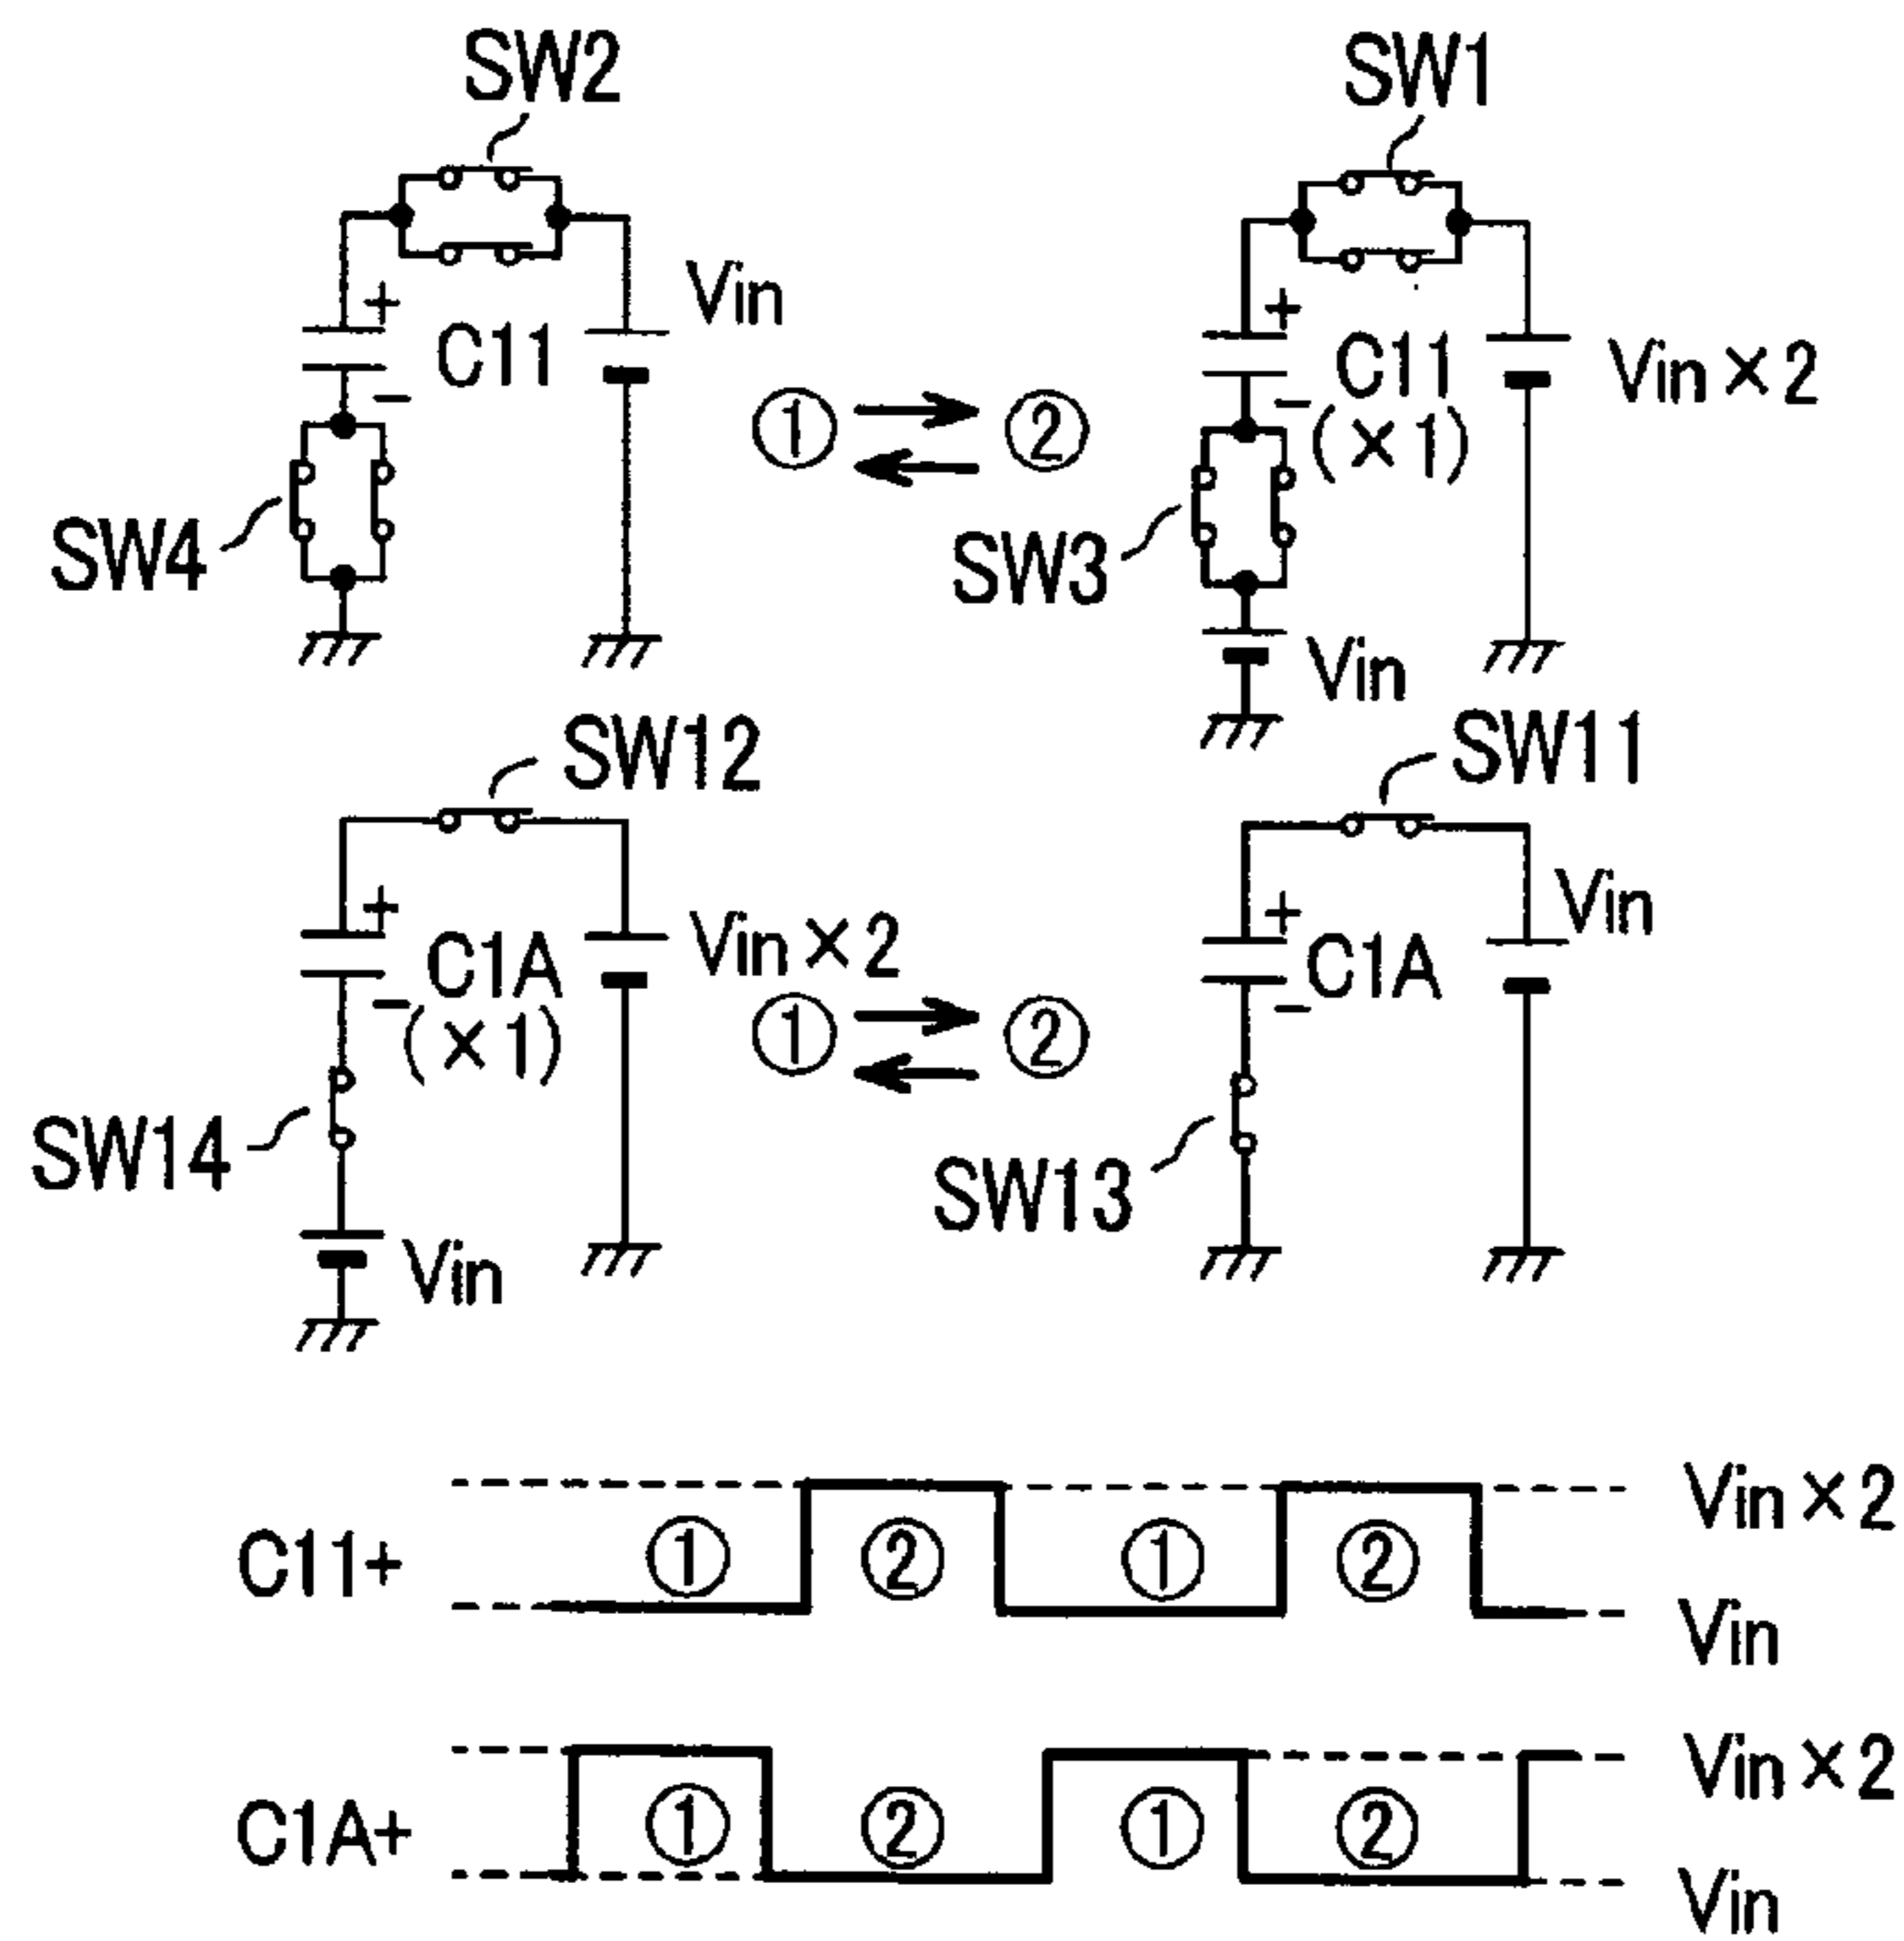 SW2
SW1
+
C11
Vin
①
②
+
C11
(×1)
Vin×2
-
-
SW4
SW3
Vin
SW12
SW11
+
C1A
(×1)
Vin×2
①
②
+
C1A
Vin
-
-
SW14
SW13
Vin
C11+
①
②
①
②
Vin×2
Vin
C1A+
①
②
①
②
Vin×2
Vin